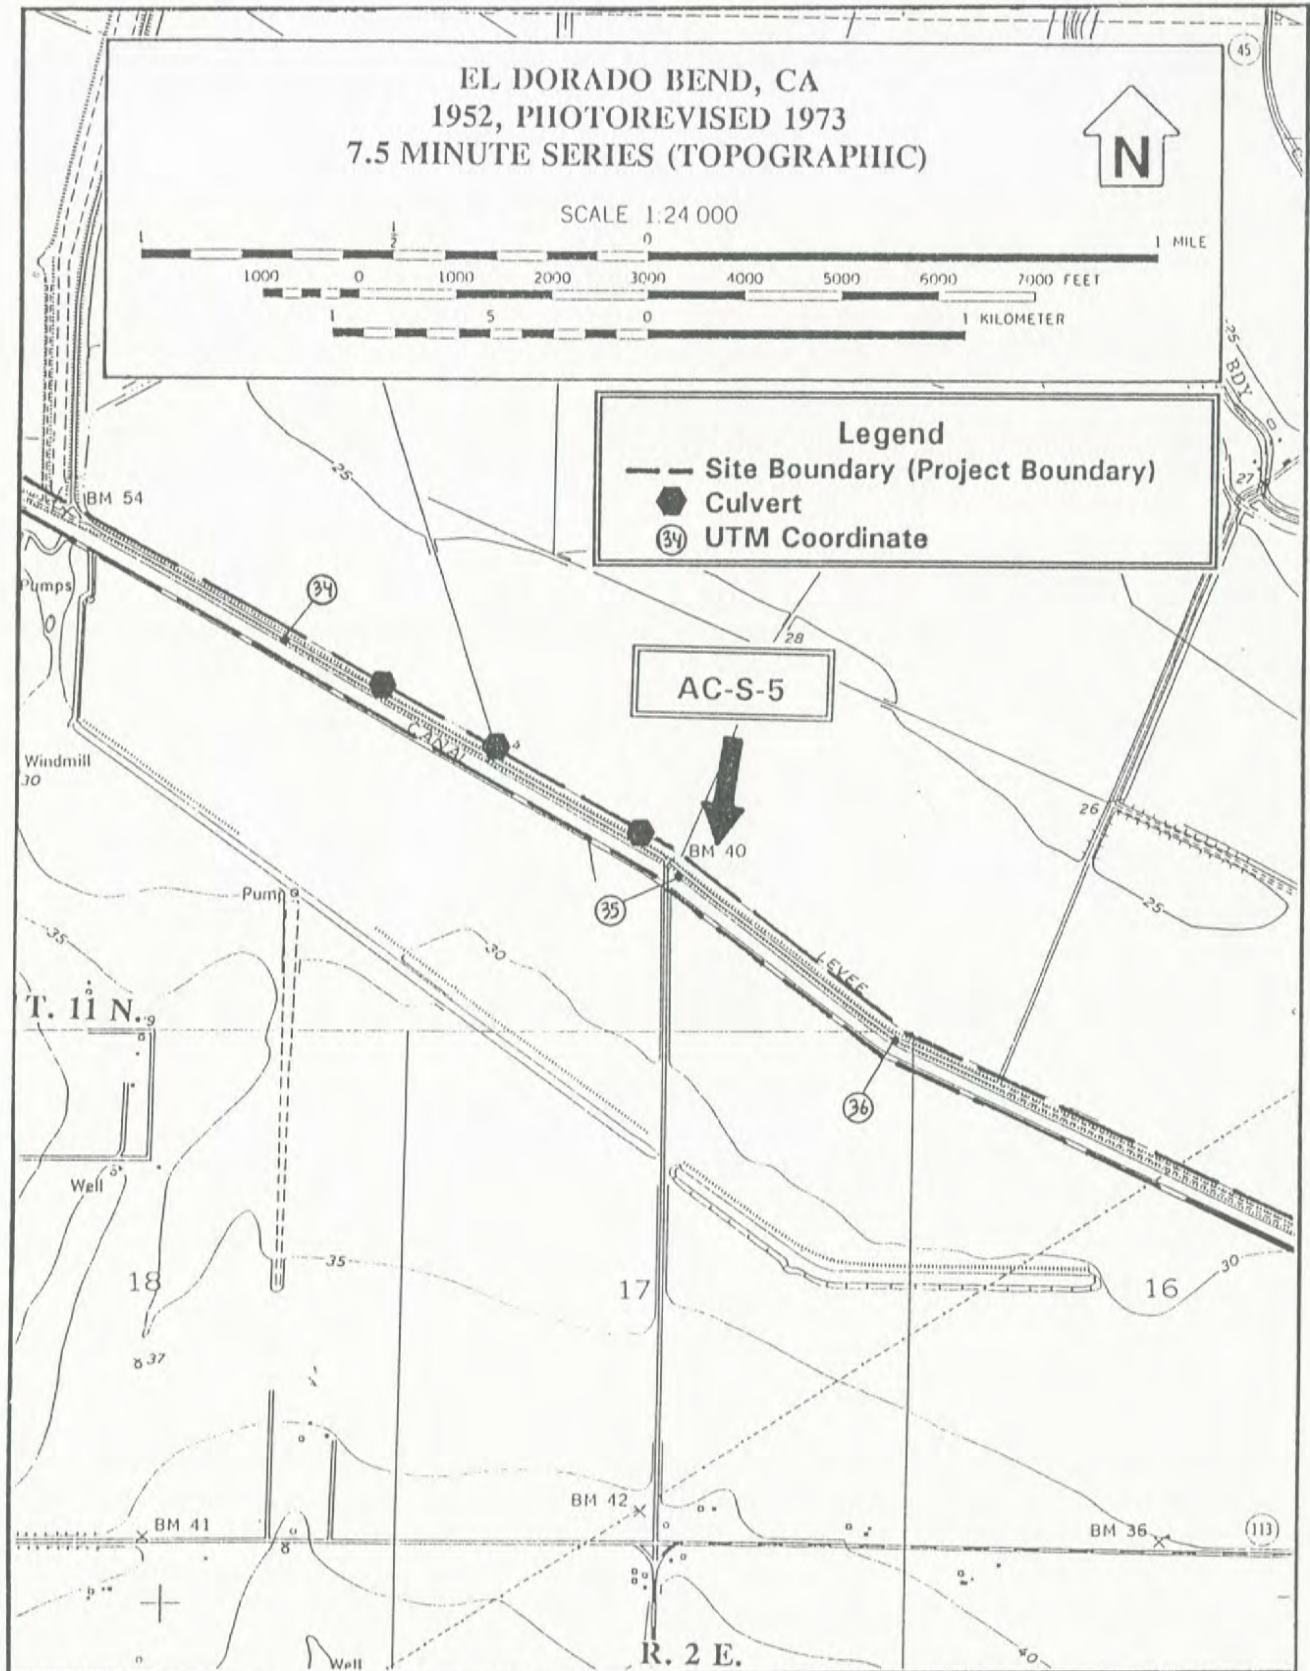 45
EL DORADO BEND, CA
1952, PHOTOREVISED 1973
7.5 MINUTE SERIES (TOPOGRAPHIC)
N
SCALE 1:24 000
1 1/2 0 1 MILE
1000 0 1000 2000 3000 4000 5000 6000 7000 FEET
1 5 0 1 KILOMETER
25
BDY
Legend
Site Boundary (Project Boundary)
Culvert
34 UTM Coordinate
25
27
BM 54
Pumps
34
28
AC-S-5
CANAL
Windmill
30
26
BM 40
Pump
35
25
35
30
LEVEE
T. 11 N.
36
Well
35
30
18
17
16
37
BM 42
BM 41
BM 36
113
R. 2 E.
40
Well